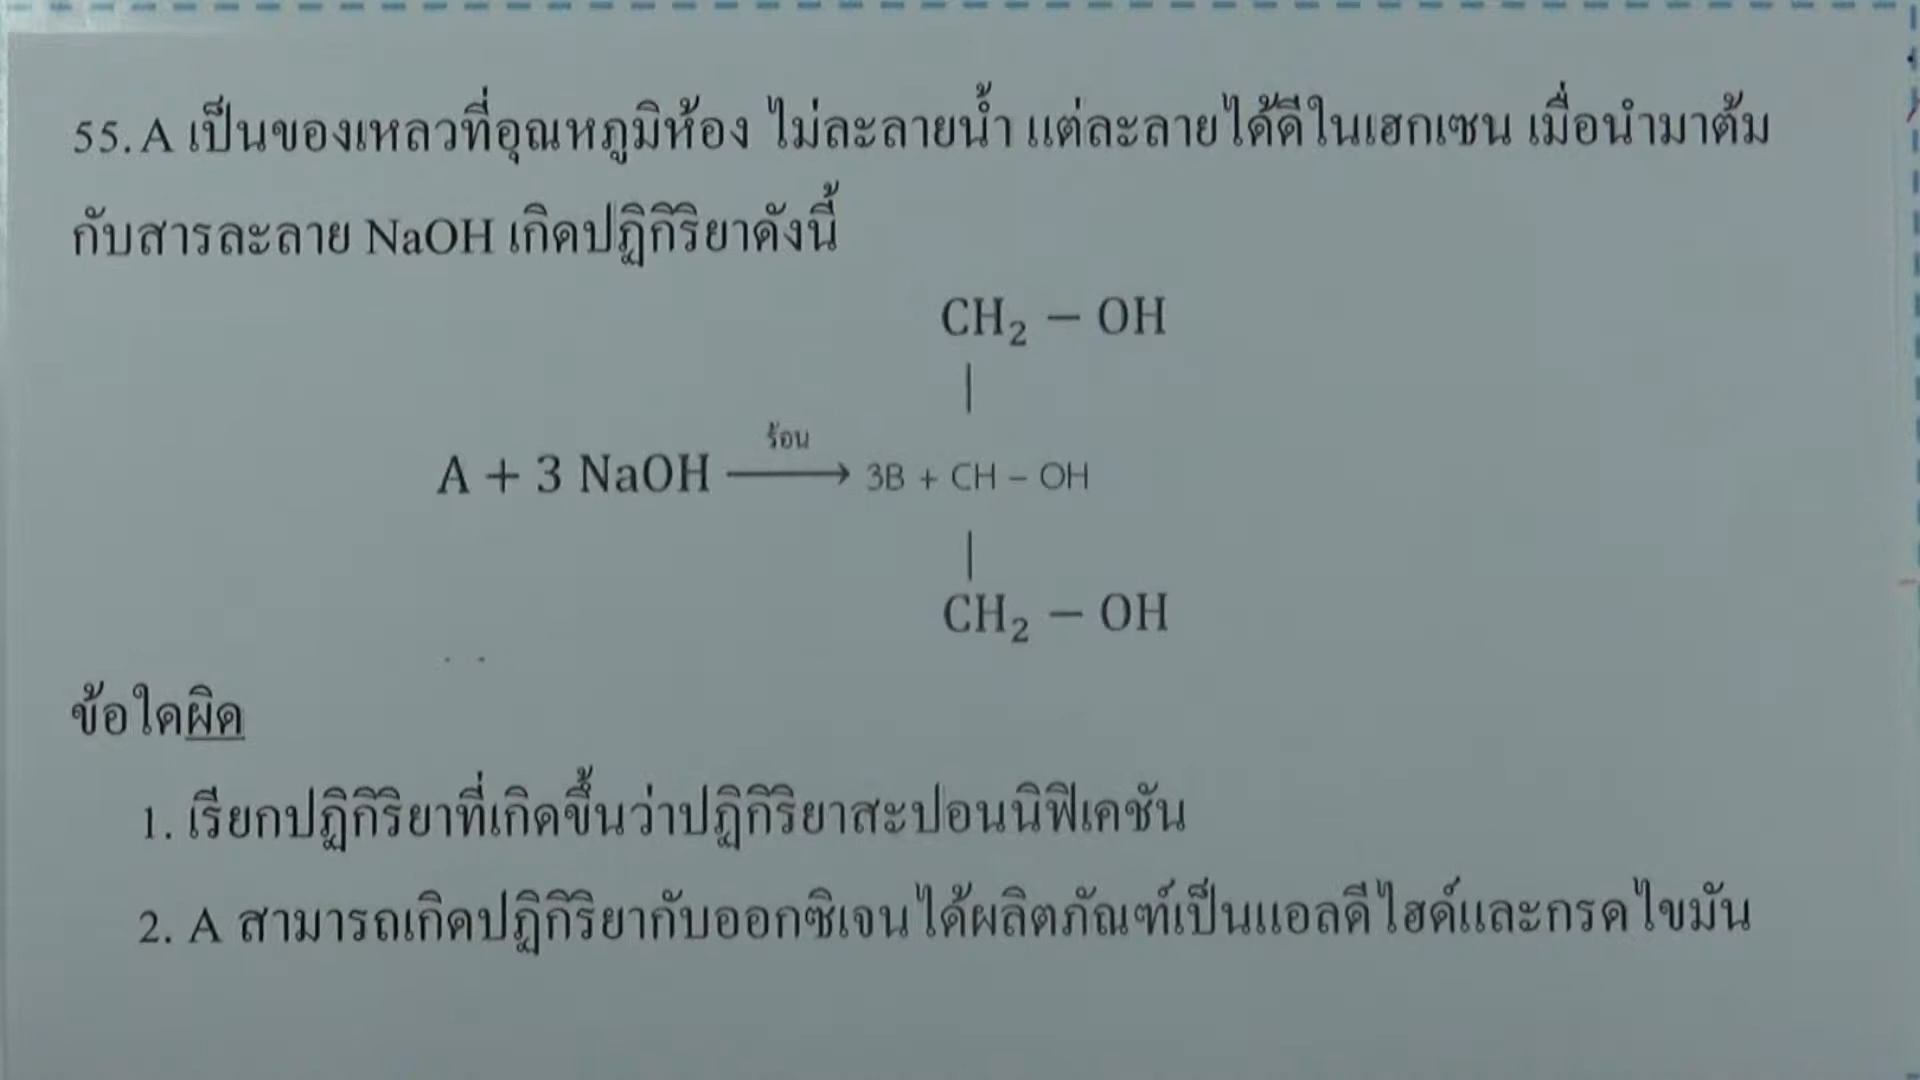 55. A เป็นของเหลวที่อุณหภูมิห้อง ไม่ละลายน้ำ แต่ละลายได้ดีในเฮกเซน เมื่อนำมาต้ม
กับสารละลาย NaOH เกิดปฏิกิริยาดังนี้
CH₂ – OH
|
ร้อน
A + 3 NaOH ⟶ 3B + CH – OH
|
CH₂ – OH
ข้อใดผิด
1. เรียกปฏิกิริยาที่เกิดขึ้นว่าปฏิกิริยาสะปอนนิฟิเคชัน
2. A สามารถเกิดปฏิกิริยากับออกซิเจนได้ผลิตภัณฑ์เป็นแอลดีไฮด์และกรดไขมัน